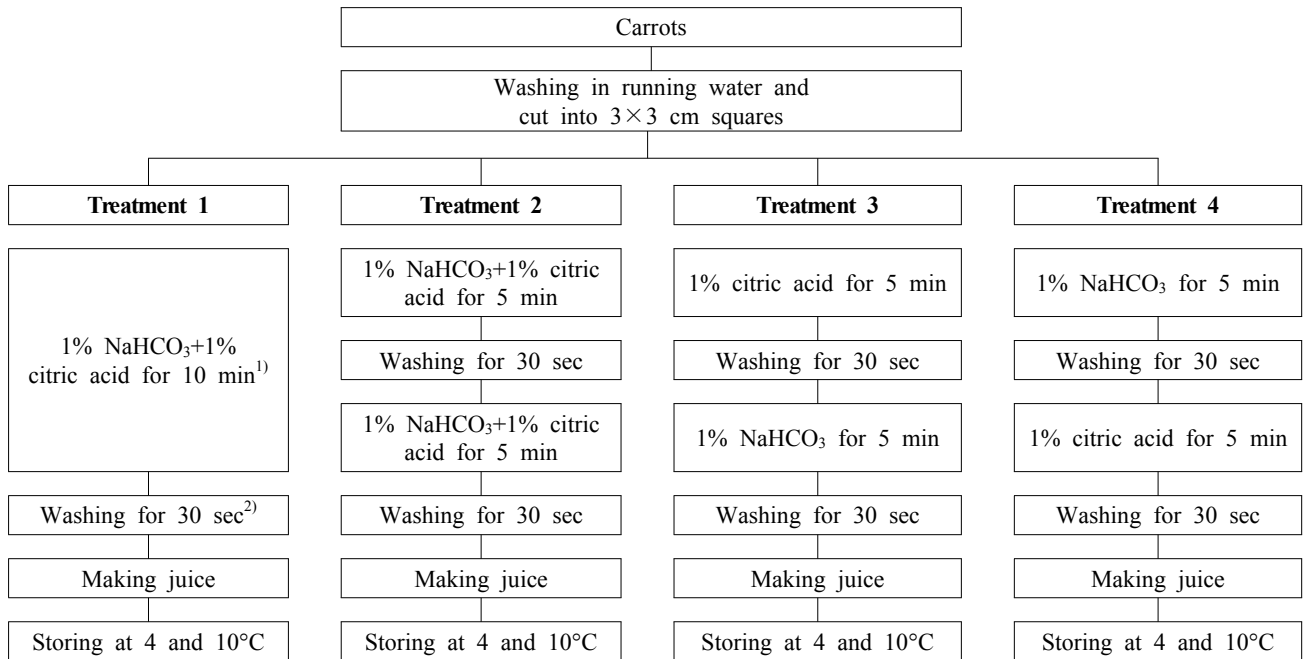 Carrots
Washing in running water and
cut into 3×3 cm squares
Treatment 1
1% NaHCO₃+1%
citric acid for 10 min¹⁾
Washing for 30 sec²⁾
Making juice
Storing at 4 and 10°C
Treatment 2
1% NaHCO₃+1% citric
acid for 5 min
Washing for 30 sec
1% NaHCO₃+1% citric
acid for 5 min
Washing for 30 sec
Making juice
Storing at 4 and 10°C
Treatment 3
1% citric acid for 5 min
Washing for 30 sec
1% NaHCO₃ for 5 min
Washing for 30 sec
Making juice
Storing at 4 and 10°C
Treatment 4
1% NaHCO₃ for 5 min
Washing for 30 sec
1% citric acid for 5 min
Washing for 30 sec
Making juice
Storing at 4 and 10°C